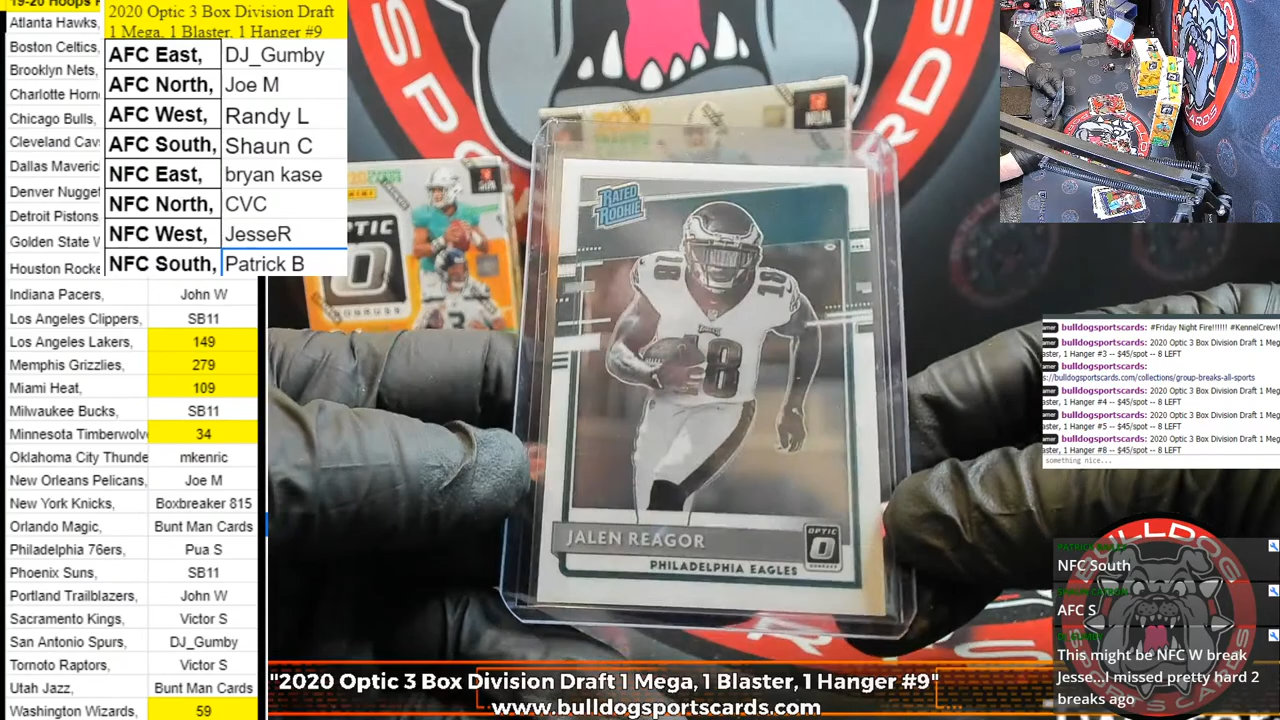 19-20 Hoops
Atlanta Hawks,
Boston Celtics,
Brooklyn Nets,
Charlotte Horn
Chicago Bulls,
Cleveland Cav
Dallas Maveric
Denver Nugget
Detroit Pistons
Golden State
Houston Rocke
Indiana Pacers, John W
Los Angeles Clippers, SB11
Los Angeles Lakers, 149
Memphis Grizzlies, 279
Miami Heat, 109
Milwaukee Bucks, SB11
Minnesota Timberwolv 34
Oklahoma City Thunde mkenric
New Orleans Pelicans, Joe M
New York Knicks, Boxbreaker 815
Orlando Magic, Bunt Man Cards
Philadelphia 76ers, Pua S
Phoenix Suns, SB11
Portland Trailblazers, John W
Sacramento Kings, Victor S
San Antonio Spurs, DJ_Gumby
Tornoto Raptors, Victor S
Utah Jazz, Bunt Man Cards
Washington Wizards, 59
2020 Optic 3 Box Division Draft
1 Mega, 1 Blaster, 1 Hanger #9
AFC East, DJ_Gumby
AFC North, Joe M
AFC West, Randy L
AFC South, Shaun C
NFC East, bryan kase
NFC North, CVC
NFC West, JesseR
NFC South, Patrick B
RATED
ROOKIE
18
18
18
JALEN REAGOR
PHILADELPHIA EAGLES
OPTIC
DONRUSS
PANINI
OPTIC
DONRUSS
3
bulldogsportscards: #Friday Night Fire!!!!!! #KennelCrew!!
bulldogsportscards: 2020 Optic 3 Box Division Draft 1 Meg
aster, 1 Hanger #3 -- $45/spot -- 8 LEFT
bulldogsportscards:
s://bulldogsportscards.com/collections/group-breaks-all-sports
bulldogsportscards: 2020 Optic 3 Box Division Draft 1 Meg
aster, 1 Hanger #4 -- $45/spot -- 8 LEFT
bulldogsportscards: 2020 Optic 3 Box Division Draft 1 Meg
aster, 1 Hanger #5 -- $45/spot -- 8 LEFT
bulldogsportscards: 2020 Optic 3 Box Division Draft 1 Meg
aster, 1 Hanger #8 -- $45/spot -- 8 LEFT
something nice...
NFC South
AFC S
This might be NFC W break
Jesse...I missed pretty hard 2
breaks ago
"2020 Optic 3 Box Division Draft 1 Mega, 1 Blaster, 1 Hanger #9"
www.bulldogsportscards.com